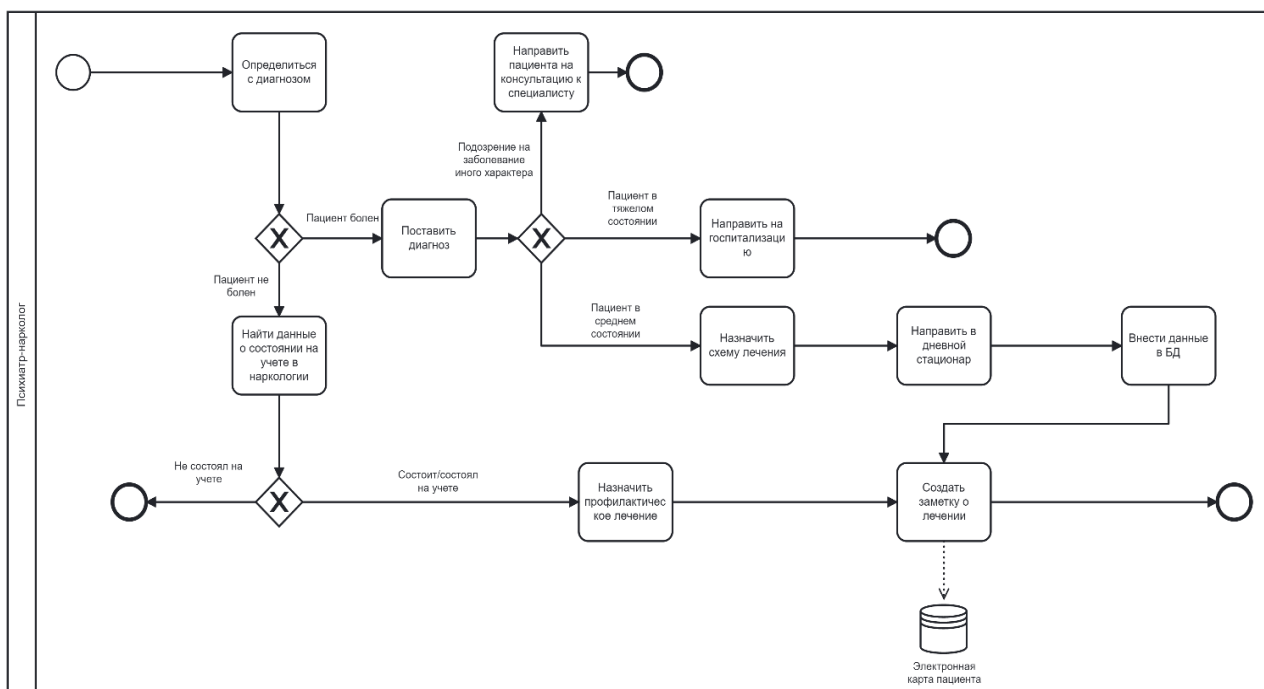 Психиатр-нарколог
Определиться
с диагнозом
Направить
пациента на
консультацию к
специалисту
Подозрение на
заболевание
иного характера
Пациент болен
Поставить
диагноз
Пациент в
тяжелом
состоянии
Направить на
госпитализаци
ю
Пациент не
болен
Найти данные
о состоянии на
учете в
наркологии
Пациент в
среднем
состоянии
Назначить
схему лечения
Направить в
дневной
стационар
Внести данные
в БД
Не состоял на
учете
Состоит/состоял
на учете
Назначить
профилактичес
кое лечение
Создать
заметку о
лечении
Электронная
карта пациента